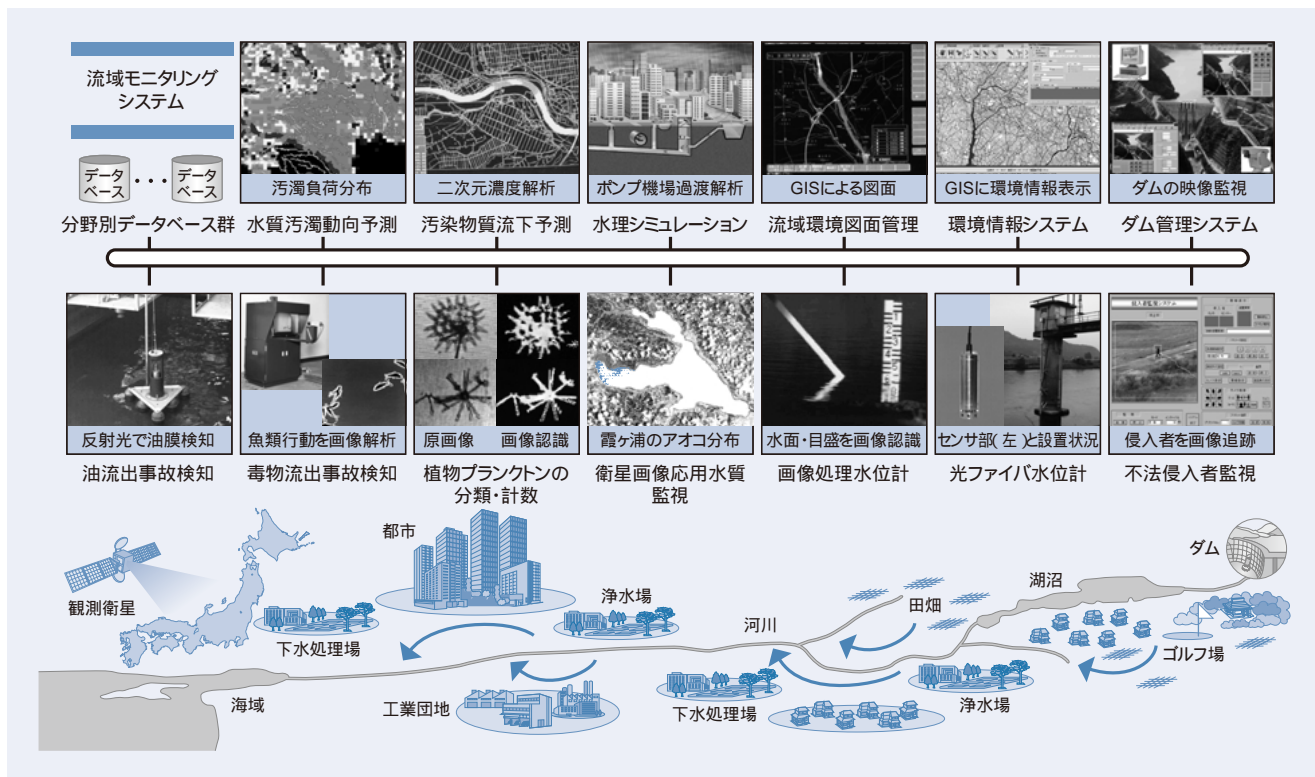 流域モニタリング
システム
データ
ベース
・・・
データ
ベース
分野別データベース群
汚濁負荷分布
水質汚濁動向予測
二次元濃度解析
汚染物質流下予測
ポンプ機場過渡解析
水理シミュレーション
GISによる図面
流域環境図面管理
GISに環境情報表示
環境情報システム
ダムの映像監視
ダム管理システム
反射光で油膜検知
油流出事故検知
魚類行動を画像解析
毒物流出事故検知
原画像 画像認識
植物プランクトンの
分類・計数
霞ヶ浦のアオコ分布
衛星画像応用水質
監視
水面・目盛を画像認識
画像処理水位計
センサ部(左)と設置状況
光ファイバ水位計
侵入者監視システム
侵入者を画像追跡
不法侵入者監視
観測衛星
都市
下水処理場
浄水場
海域
工業団地
河川
田畑
湖沼
ダム
ゴルフ場
下水処理場
浄水場